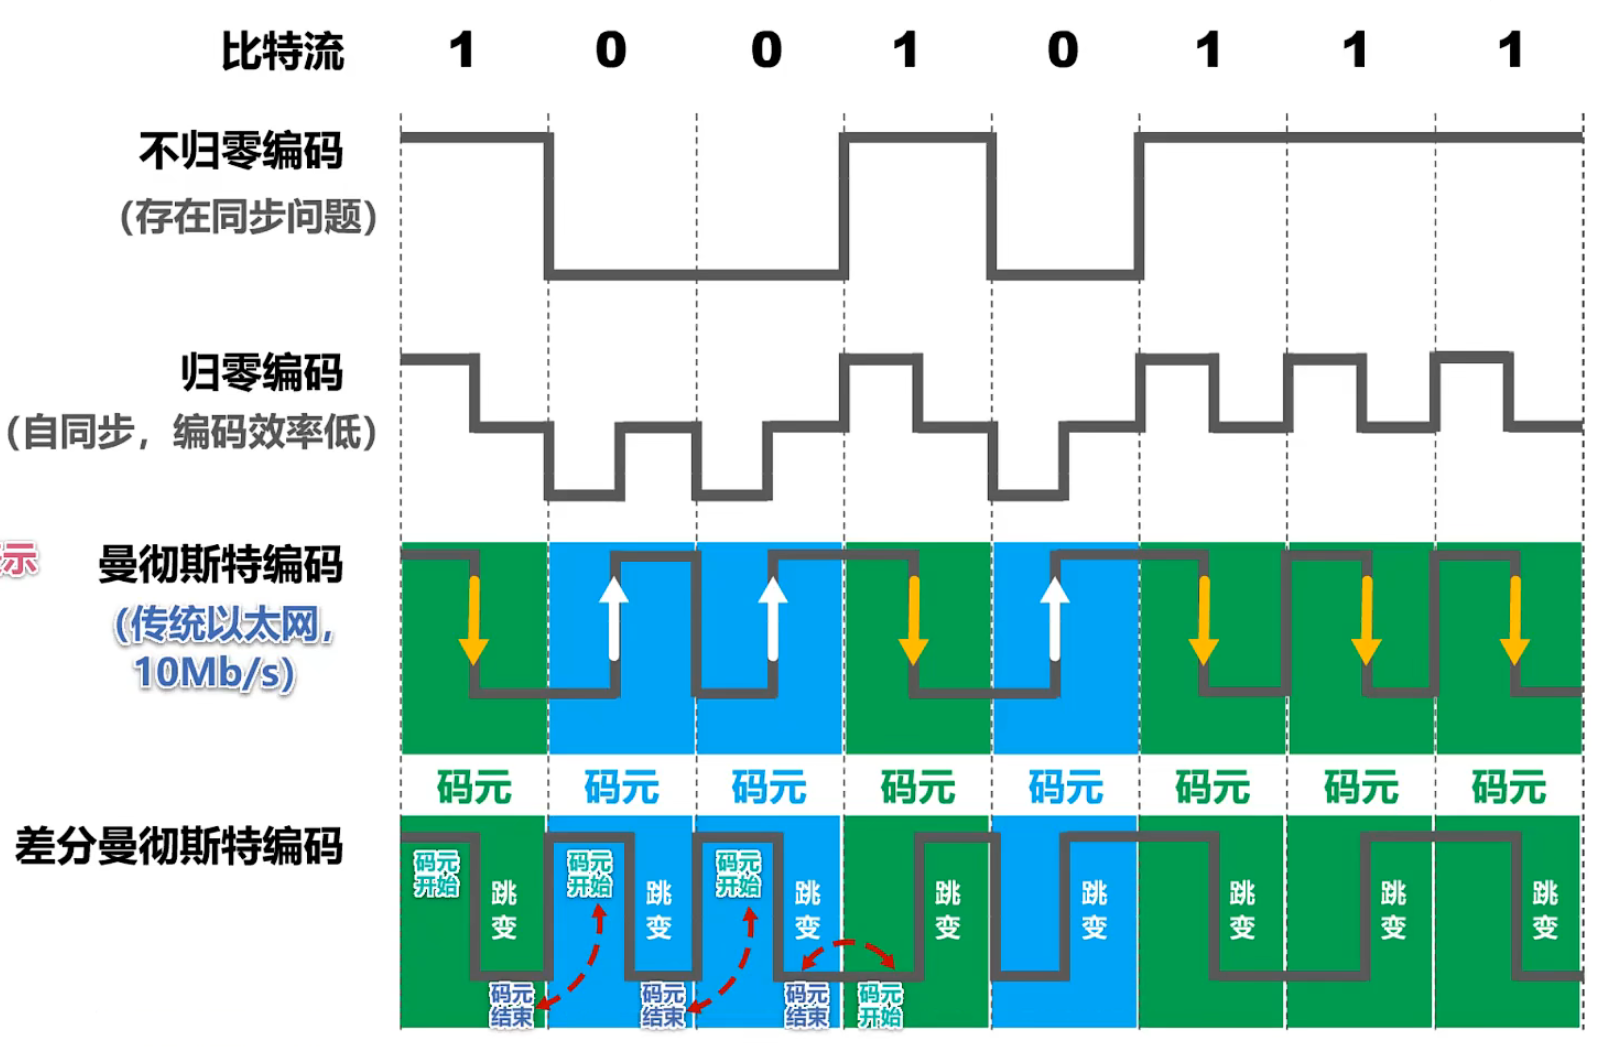 比特流 1 0 0 1 0 1 1 1
不归零编码
(存在同步问题)
归零编码
(自同步，编码效率低)
示
曼彻斯特编码
(传统以太网，
10Mb/s)
码元 码元 码元 码元 码元 码元 码元 码元
差分曼彻斯特编码
码元
开始
跳
变
码元
结束
码元
开始
跳
变
码元
结束
码元
开始
跳
变
码元
结束
码元
开始
跳
变
跳
变
跳
变
跳
变
跳
变